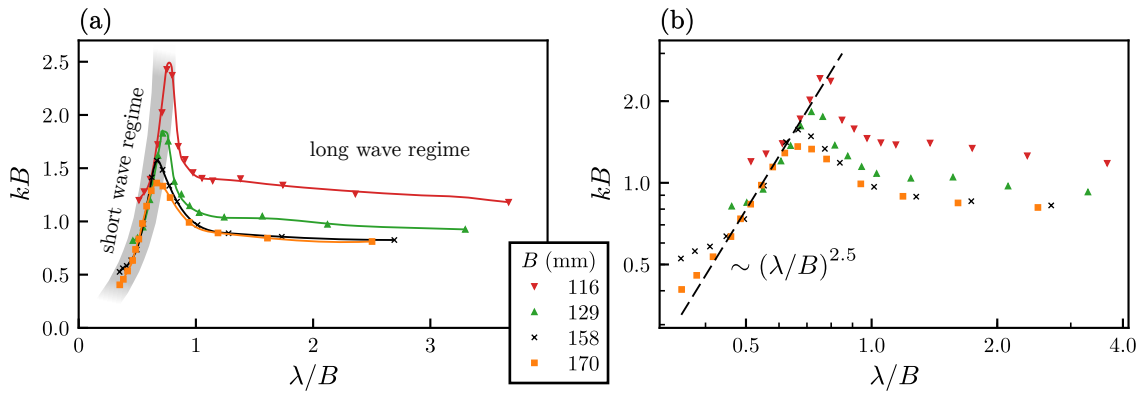 (a)
kB
2.5
2.0
1.5
1.0
0.5
0.0
short wave regime
long wave regime
0
1
2
3
λ/B
B (mm)
116
129
158
170
(b)
kB
2.0
1.0
0.5
∼ (λ/B)^2.5
0.5
1.0
2.0
4.0
λ/B